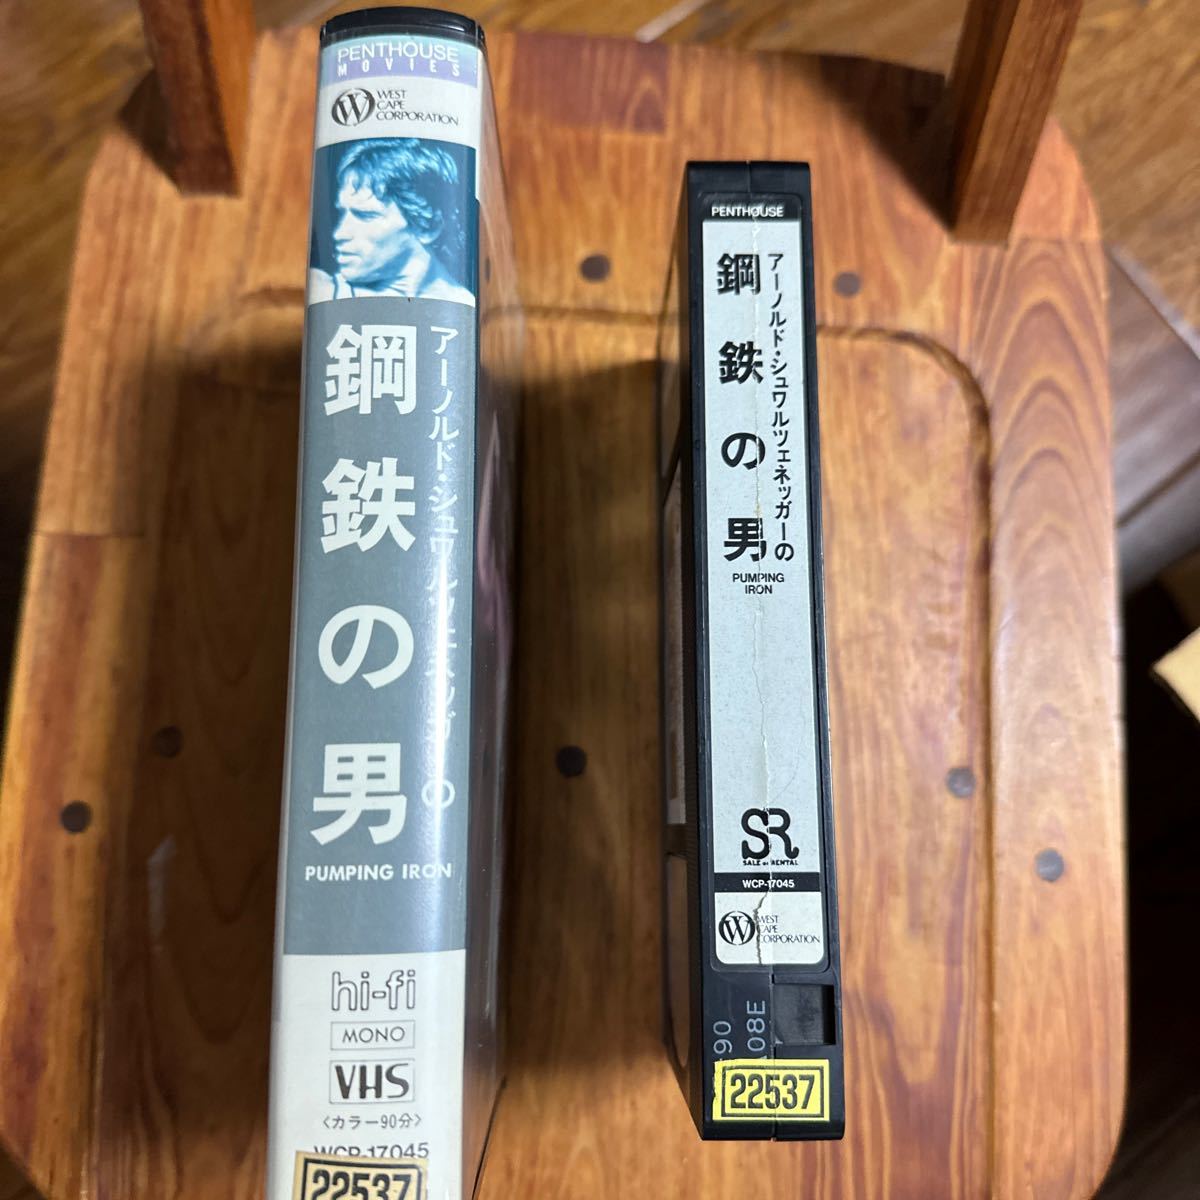 PENTHOUSE
MOVIES
WEST
CAPE
CORPORATION
アーノルド・シュワルツェネッガーの
鋼鉄の男
PUMPING IRON
hi-fi
MONO
VHS
〈カラー90分〉
WCP-17045
22537
PENTHOUSE
アーノルド・シュワルツェネッガーの
鋼鉄の男
PUMPING
IRON
SR
SALE or RENTAL
WCP-17045
WEST
CAPE
CORPORATION
22537